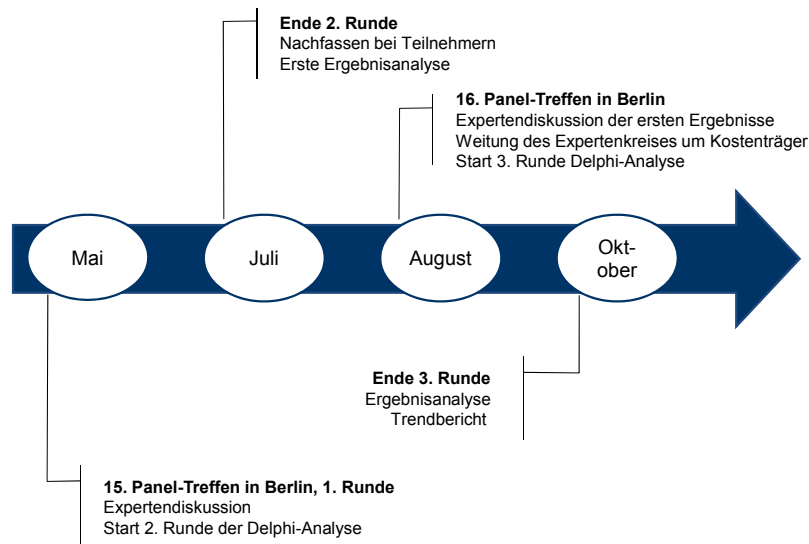 Ende 2. Runde
Nachfassen bei Teilnehmern
Erste Ergebnisanalyse
16. Panel-Treffen in Berlin
Expertendiskussion der ersten Ergebnisse
Weitung des Expertenkreises um Kostenträger
Start 3. Runde Delphi-Analyse
Mai
Juli
August
Okt-
ober
Ende 3. Runde
Ergebnisanalyse
Trendbericht
15. Panel-Treffen in Berlin, 1. Runde
Expertendiskussion
Start 2. Runde der Delphi-Analyse